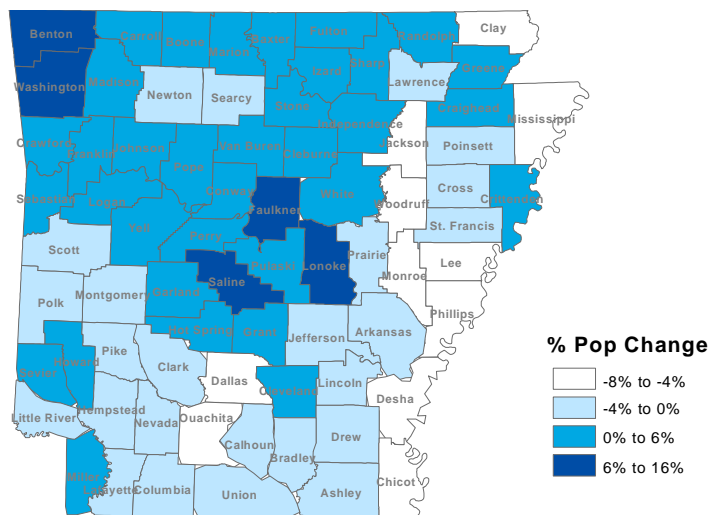 Benton
Carroll
Boone
Marion
Baxter
Fulton
Randolph
Clay
Washington
Madison
Newton
Searcy
Stone
Izard
Sharp
Lawrence
Greene
Independence
Craighead
Mississippi
Crawford
Franklin
Johnson
Pope
Van Buren
Cleburne
Jackson
Poinsett
Sebastian
Logan
Conway
Faulkner
White
Woodruff
Cross
Crittenden
St. Francis
Scott
Yell
Perry
Pulaski
Lonoke
Prairie
Monroe
Lee
Saline
Polk
Montgomery
Garland
Phillips
Hot Spring
Grant
Jefferson
Arkansas
Pike
Clark
Sevier
Howard
Dallas
Cleveland
Lincoln
Desha
Little River
Hempstead
Nevada
Ouachita
Calhoun
Bradley
Drew
Miller
Lafayette
Columbia
Union
Ashley
Chicot
% Pop Change
-8% to -4%
-4% to 0%
0% to 6%
6% to 16%